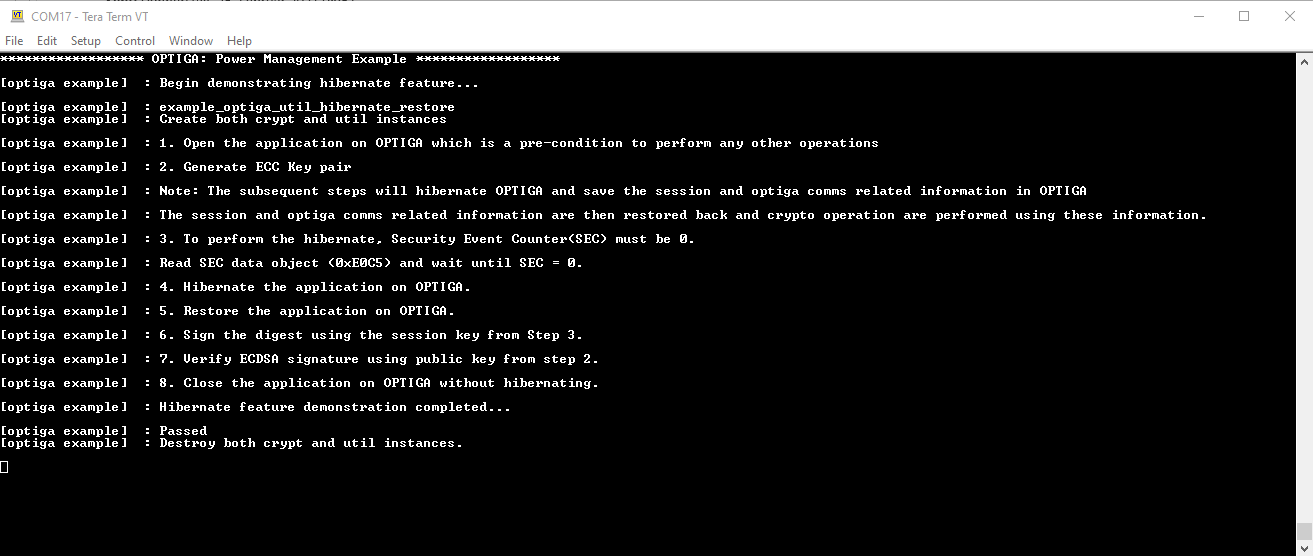 COM17 - Tera Term VT
File Edit Setup Control Window Help
****************** OPTIGA: Power Management Example ******************
[optiga example]  : Begin demonstrating hibernate feature...
[optiga example]  : example_optiga_util_hibernate_restore
[optiga example]  : Create both crypt and util instances
[optiga example]  : 1. Open the application on OPTIGA which is a pre-condition to perform any other operations
[optiga example]  : 2. Generate ECC Key pair
[optiga example]  : Note: The subsequent steps will hibernate OPTIGA and save the session and optiga comms related information in OPTIGA
[optiga example]  : The session and optiga comms related information are then restored back and crypto operation are performed using these information.
[optiga example]  : 3. To perform the hibernate, Security Event Counter(SEC) must be 0.
[optiga example]  : Read SEC data object (0xE0C5) and wait until SEC = 0.
[optiga example]  : 4. Hibernate the application on OPTIGA.
[optiga example]  : 5. Restore the application on OPTIGA.
[optiga example]  : 6. Sign the digest using the session key from Step 3.
[optiga example]  : 7. Verify ECDSA signature using public key from step 2.
[optiga example]  : 8. Close the application on OPTIGA without hibernating.
[optiga example]  : Hibernate feature demonstration completed...
[optiga example]  : Passed
[optiga example]  : Destroy both crypt and util instances.